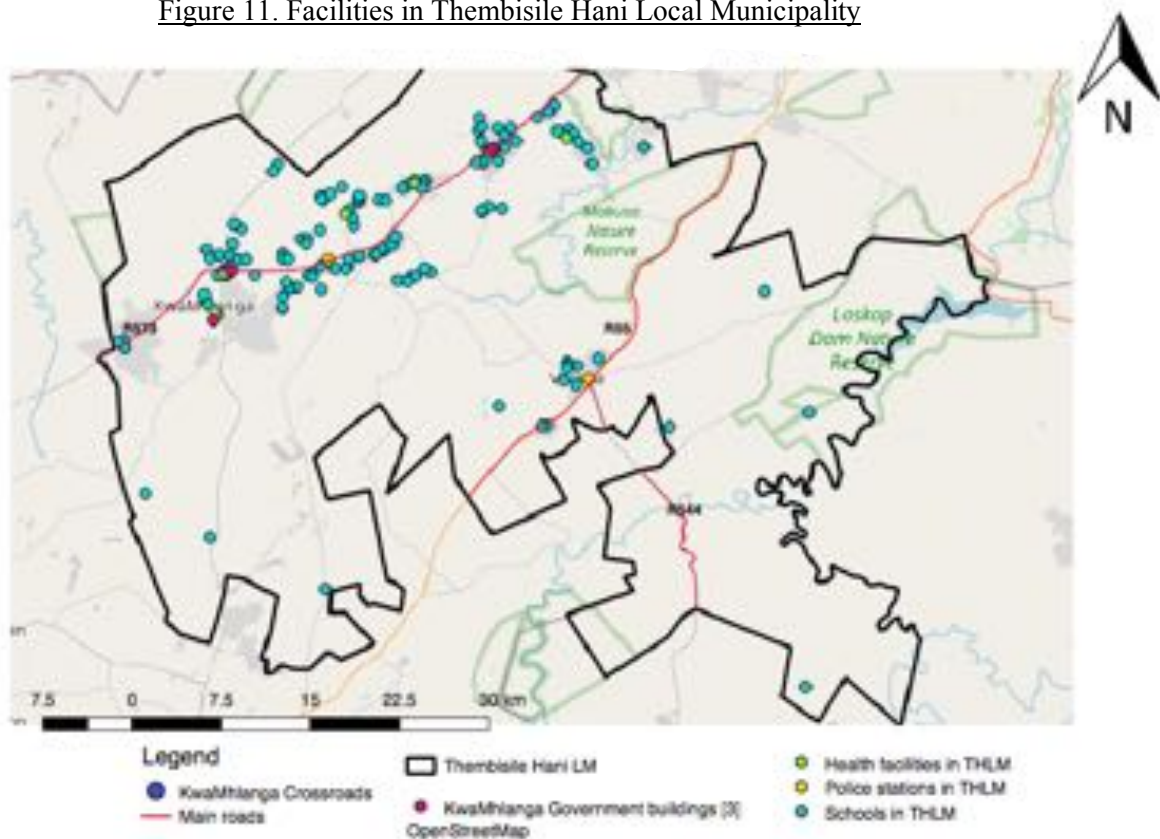 Figure 11. Facilities in Thembisile Hani Local Municipality
N
Mokuse
Nature
Reserve
KwaMhlanga
R573
Loskop
Dam Nature
Reserve
R544
7.5 0 7.5 15 22.5 30 km
Legend
KwaMhlanga Crossroads
Main roads
Thembisile Hani LM
KwaMhlanga Government buildings [3]
OpenStreetMap
Health facilities in THLM
Police stations in THLM
Schools in THLM